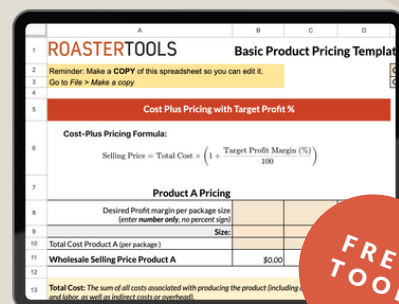 A B C D
1 ROASTERTOOLS Basic Product Pricing Templat
2 Reminder: Make a COPY of this spreadsheet so you can edit it.
3 Go to File > Make a copy
4
5 Cost Plus Pricing with Target Profit %
Cost-Plus Pricing Formula:
6 Selling Price = Total Cost × (1 + Target Profit Margin (%) / 100)
7 Product A Pricing
8 Desired Profit margin per package size
(enter number only, no percent sign)
9 Size:
10 Total Cost Product A (per package)
11 Wholesale Selling Price Product A $0.00
12
13 Total Cost: The sum of all costs associated with producing the product (including
and labor, as well as indirect costs or overhead).
FRE
TOO